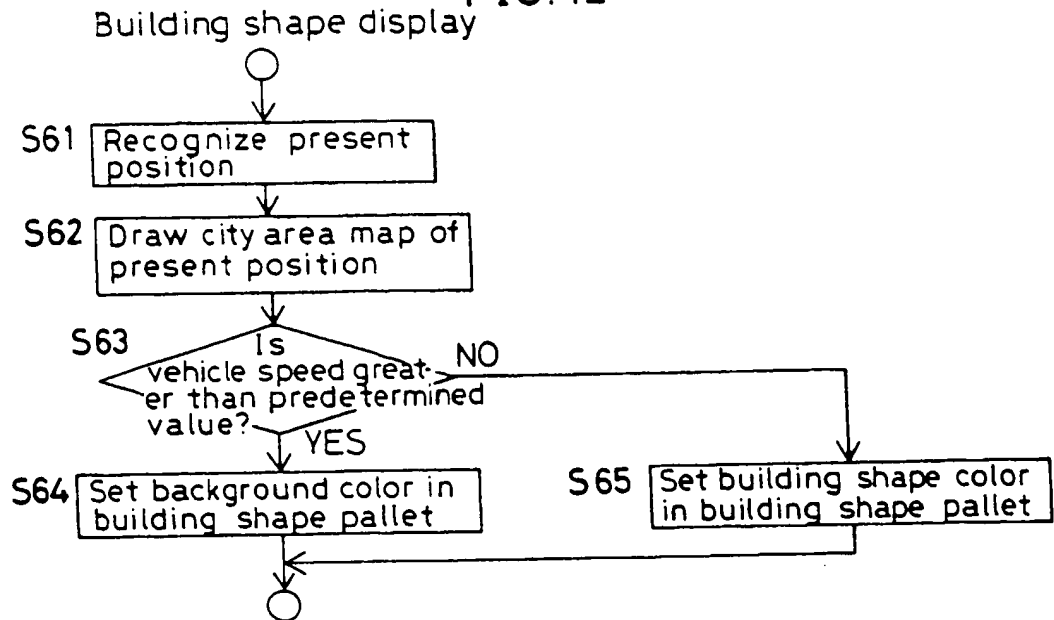 Building shape display
S61
Recognize present
position
S62
Draw city area map of
present position
S63
Is
vehicle speed great-
er than predetermined
value?
NO
YES
S64
Set background color in
building shape pallet
S65
Set building shape color
in building shape pallet